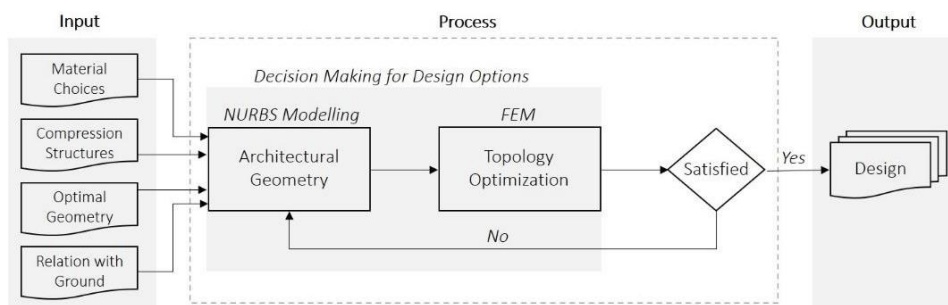 Input
Process
Output
Material
Choices
Compression
Structures
Optimal
Geometry
Relation with
Ground
Decision Making for Design Options
NURBS Modelling
FEM
Architectural
Geometry
Topology
Optimization
Satisfied
Yes
No
Design